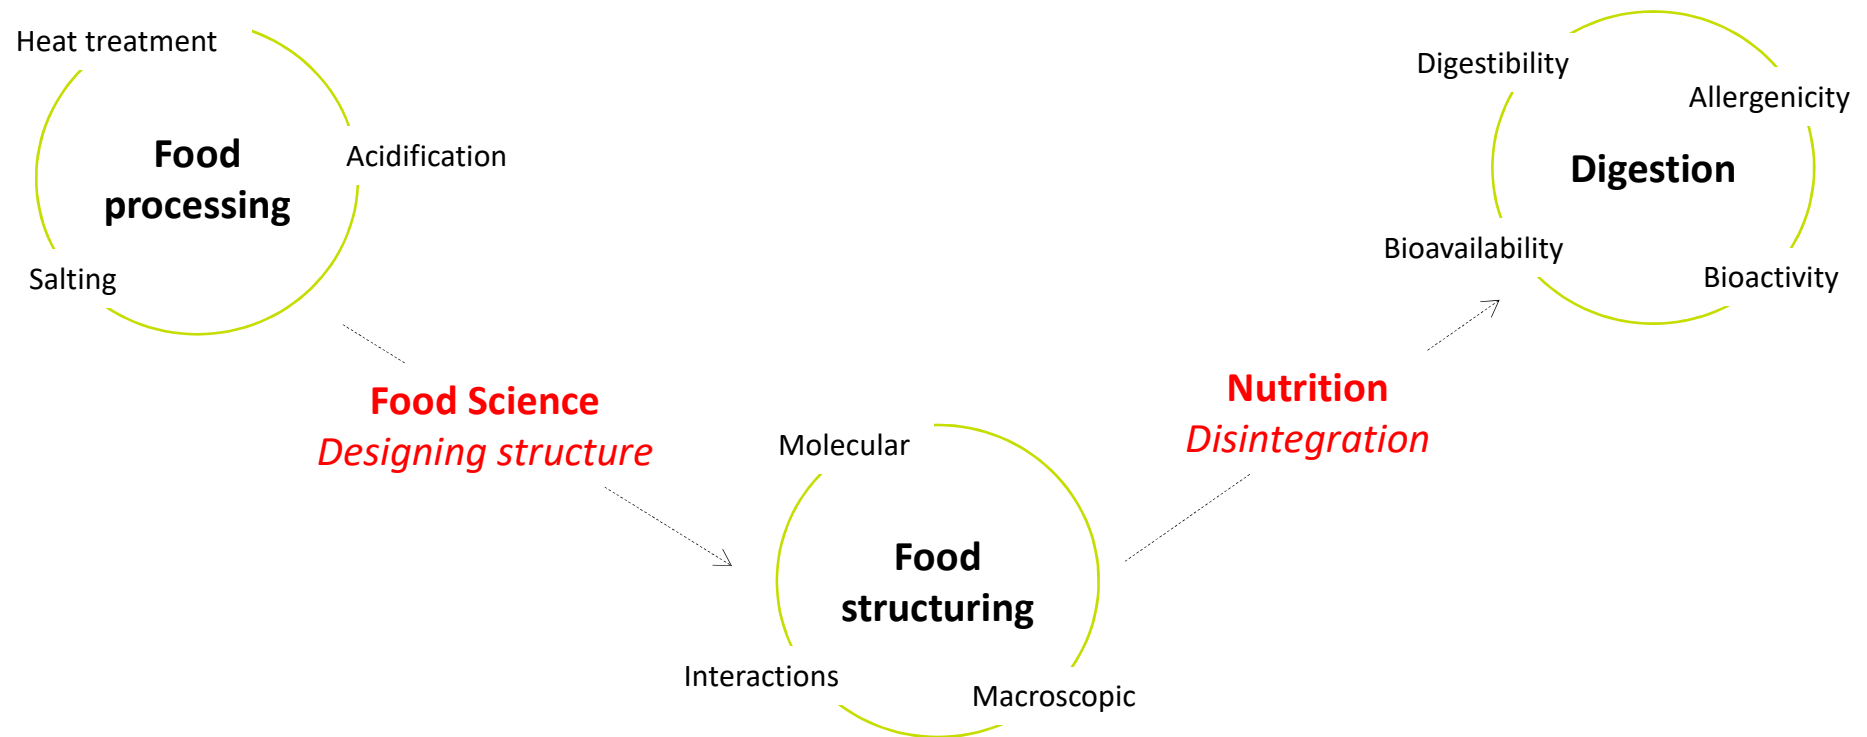 Heat treatment
Food
processing
Acidification
Salting
Food Science
Designing structure
Molecular
Food
structuring
Interactions
Macroscopic
Nutrition
Disintegration
Digestibility
Allergenicity
Digestion
Bioavailability
Bioactivity